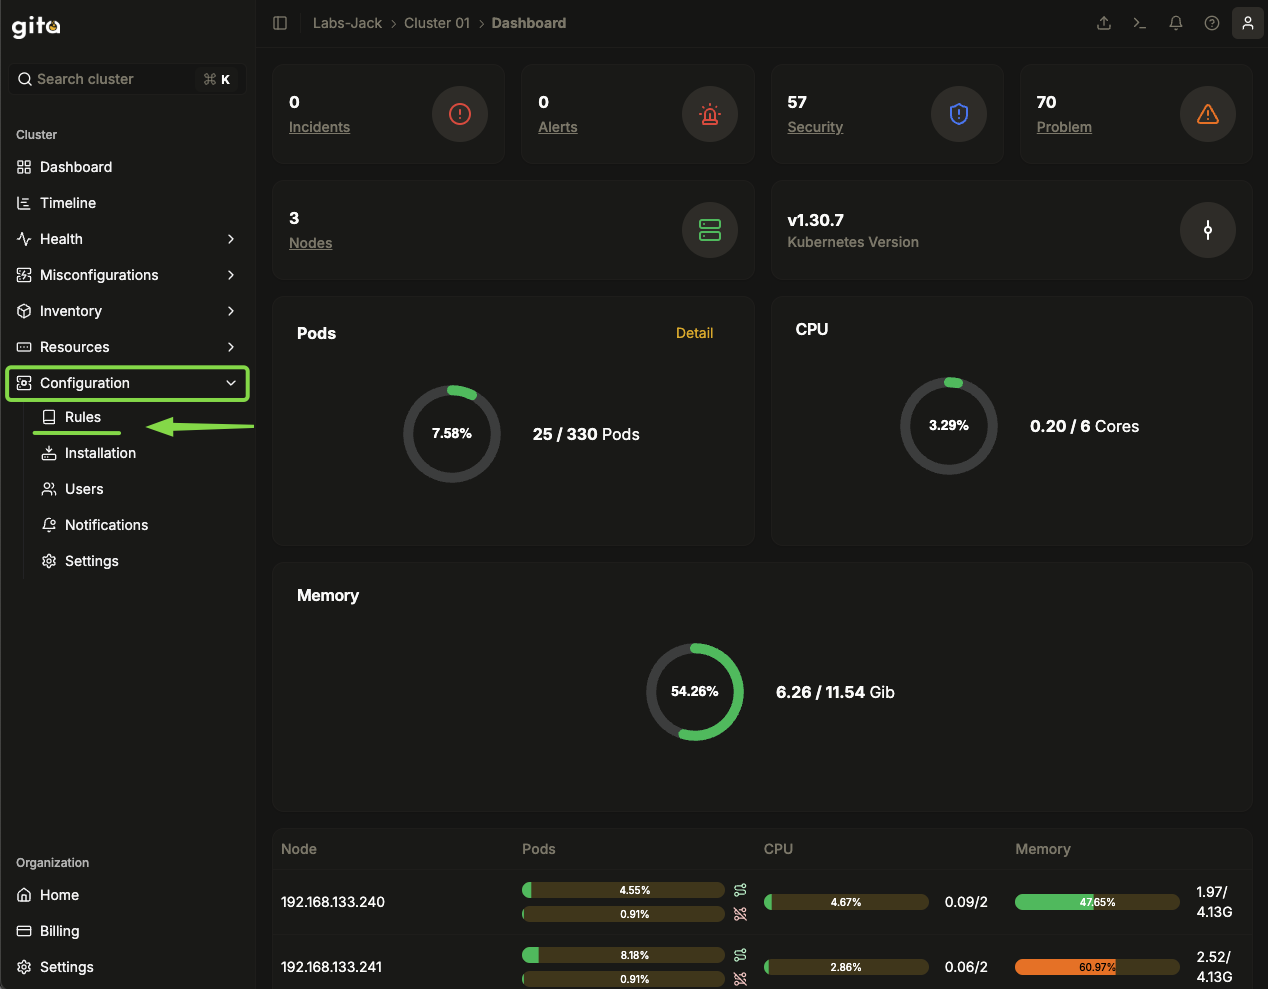 gita
Labs-Jack > Cluster 01 > Dashboard
Search cluster ⌘ K
Cluster
Dashboard
Timeline
Health
Misconfigurations
Inventory
Resources
Configuration
Rules
Installation
Users
Notifications
Settings
Organization
Home
Billing
Settings
0
Incidents
0
Alerts
57
Security
70
Problem
3
Nodes
v1.30.7
Kubernetes Version
Pods Detail
7.58% 25 / 330 Pods
CPU
3.29% 0.20 / 6 Cores
Memory
54.26% 6.26 / 11.54 Gib
Node Pods CPU Memory
192.168.133.240 4.55% 0.91% 4.67% 0.09/2 47.65% 1.97/
4.13G
192.168.133.241 8.18% 0.91% 2.86% 0.06/2 60.97% 2.52/
4.13G